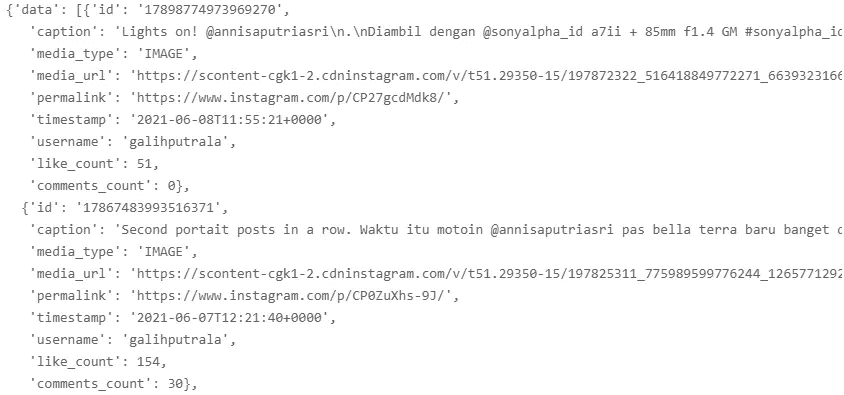 {'data': [{'id': '17898774973969270',
'caption': 'Lights on! @annisaputriasri\n.\nDiambil dengan @sonyalpha_id a7ii + 85mm f1.4 GM #sonyalpha_id
'media_type': 'IMAGE',
'media_url': 'https://scontent-cgk1-2.cdninstagram.com/v/t51.29350-15/197872322_516418849772271_6639323166
'permalink': 'https://www.instagram.com/p/CP27gcdMdk8/',
'timestamp': '2021-06-08T11:55:21+0000',
'username': 'galihputrala',
'like_count': 51,
'comments_count': 0},
{'id': '17867483993516371',
'caption': 'Second portait posts in a row. Waktu itu motoin @annisaputriasri pas bella terra baru banget
'media_type': 'IMAGE',
'media_url': 'https://scontent-cgk1-2.cdninstagram.com/v/t51.29350-15/197825311_775989599776244_1265771292
'permalink': 'https://www.instagram.com/p/CP0ZuXhs-9J/',
'timestamp': '2021-06-07T12:21:40+0000',
'username': 'galihputrala',
'like_count': 154,
'comments_count': 30},